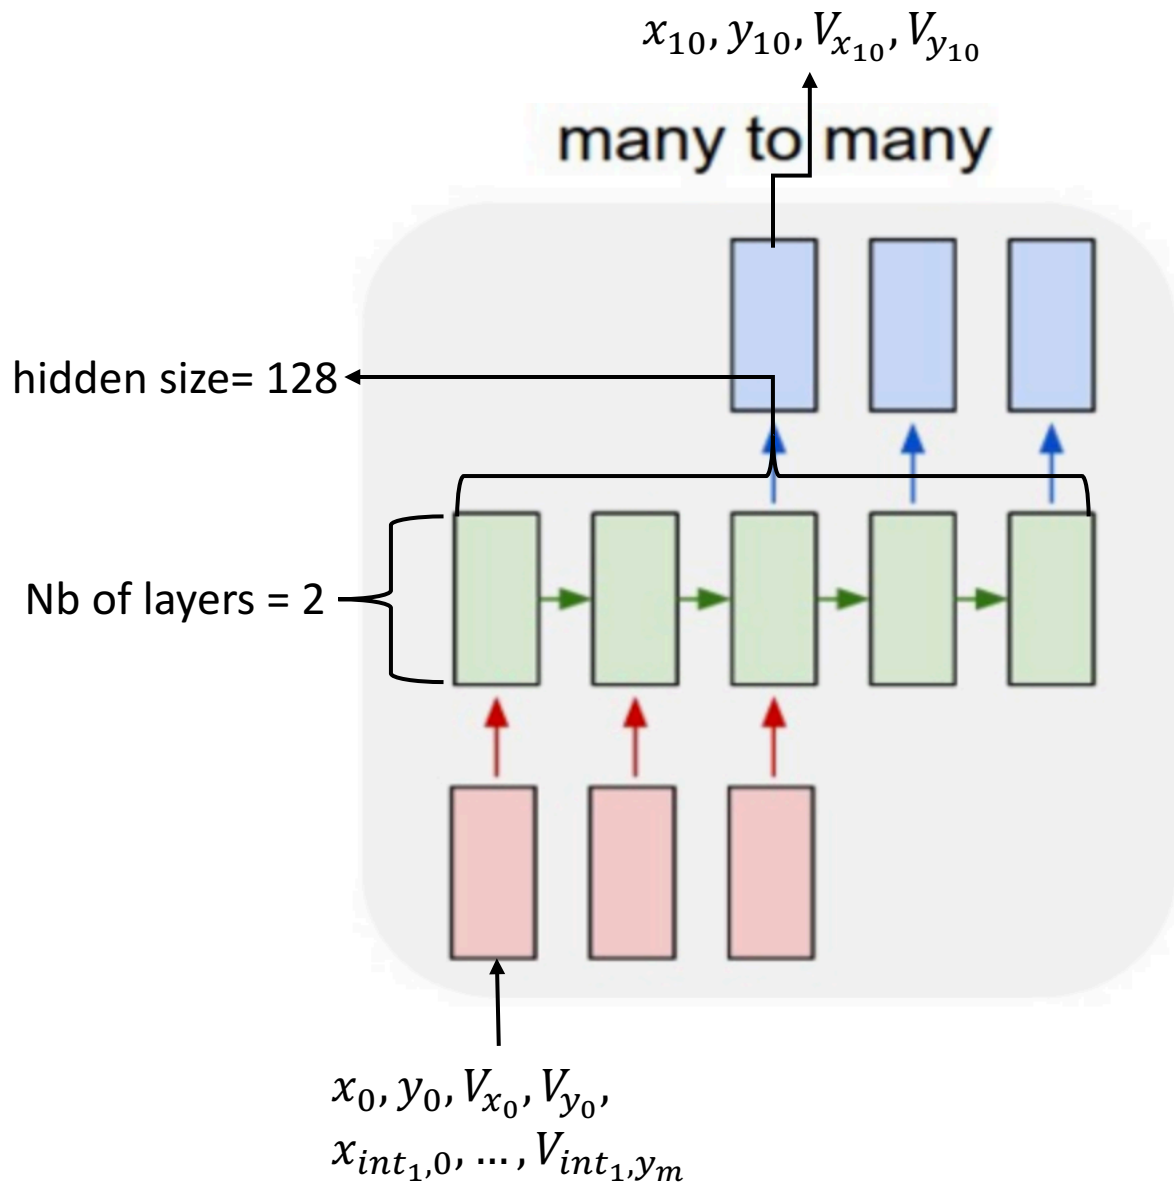 x_{10}, y_{10}, V_{x_{10}}, V_{y_{10}}
many to many
hidden size= 128
Nb of layers = 2
x_0, y_0, V_{x_0}, V_{y_0},
x_{int_1,0}, … , V_{int_1,y_m}